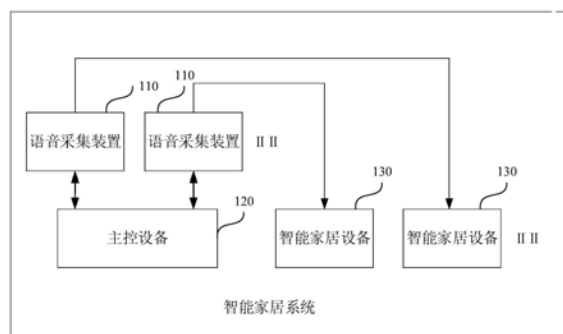 110
110
语音采集装置
语音采集装置
II II
120
130
130
主控设备
智能家居设备
智能家居设备
II II
智能家居系统